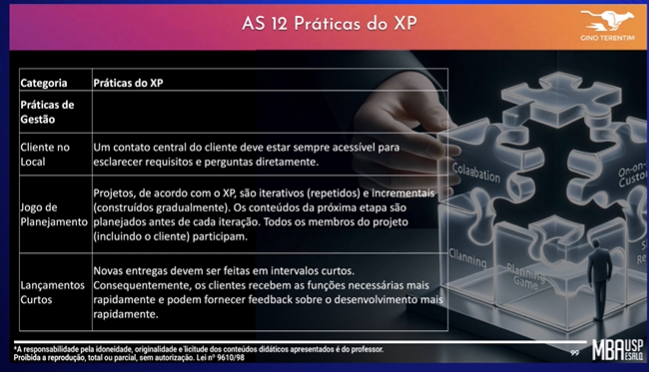 AS 12 Práticas do XP
GINO TERENTIM
Categoria
Práticas do XP
Práticas de
Gestão
Cliente no
Local
Um contato central do cliente deve estar sempre acessível para
esclarecer requisitos e perguntas diretamente.
Jogo de
Planejamento
Projetos, de acordo com o XP, são iterativos (repetidos) e incrementais
(construídos gradualmente). Os conteúdos da próxima etapa são
planejados antes de cada iteração. Todos os membros do projeto
(incluindo o cliente) participam.
Lançamentos
Curtos
Novas entregas devem ser feitas em intervalos curtos.
Consequentemente, os clientes recebem as funções necessárias mais
rapidamente e podem fornecer feedback sobre o desenvolvimento mais
rapidamente.
Colabation
On-on-
Custo
Clanning
Planning
Game
*A responsabilidade pela idoneidade, originalidade e licitude dos conteúdos didáticos apresentados é do professor.
Proibida a reprodução, total ou parcial, sem autorização. Lei nº 9610/98
99
MBA USP
ESALQ